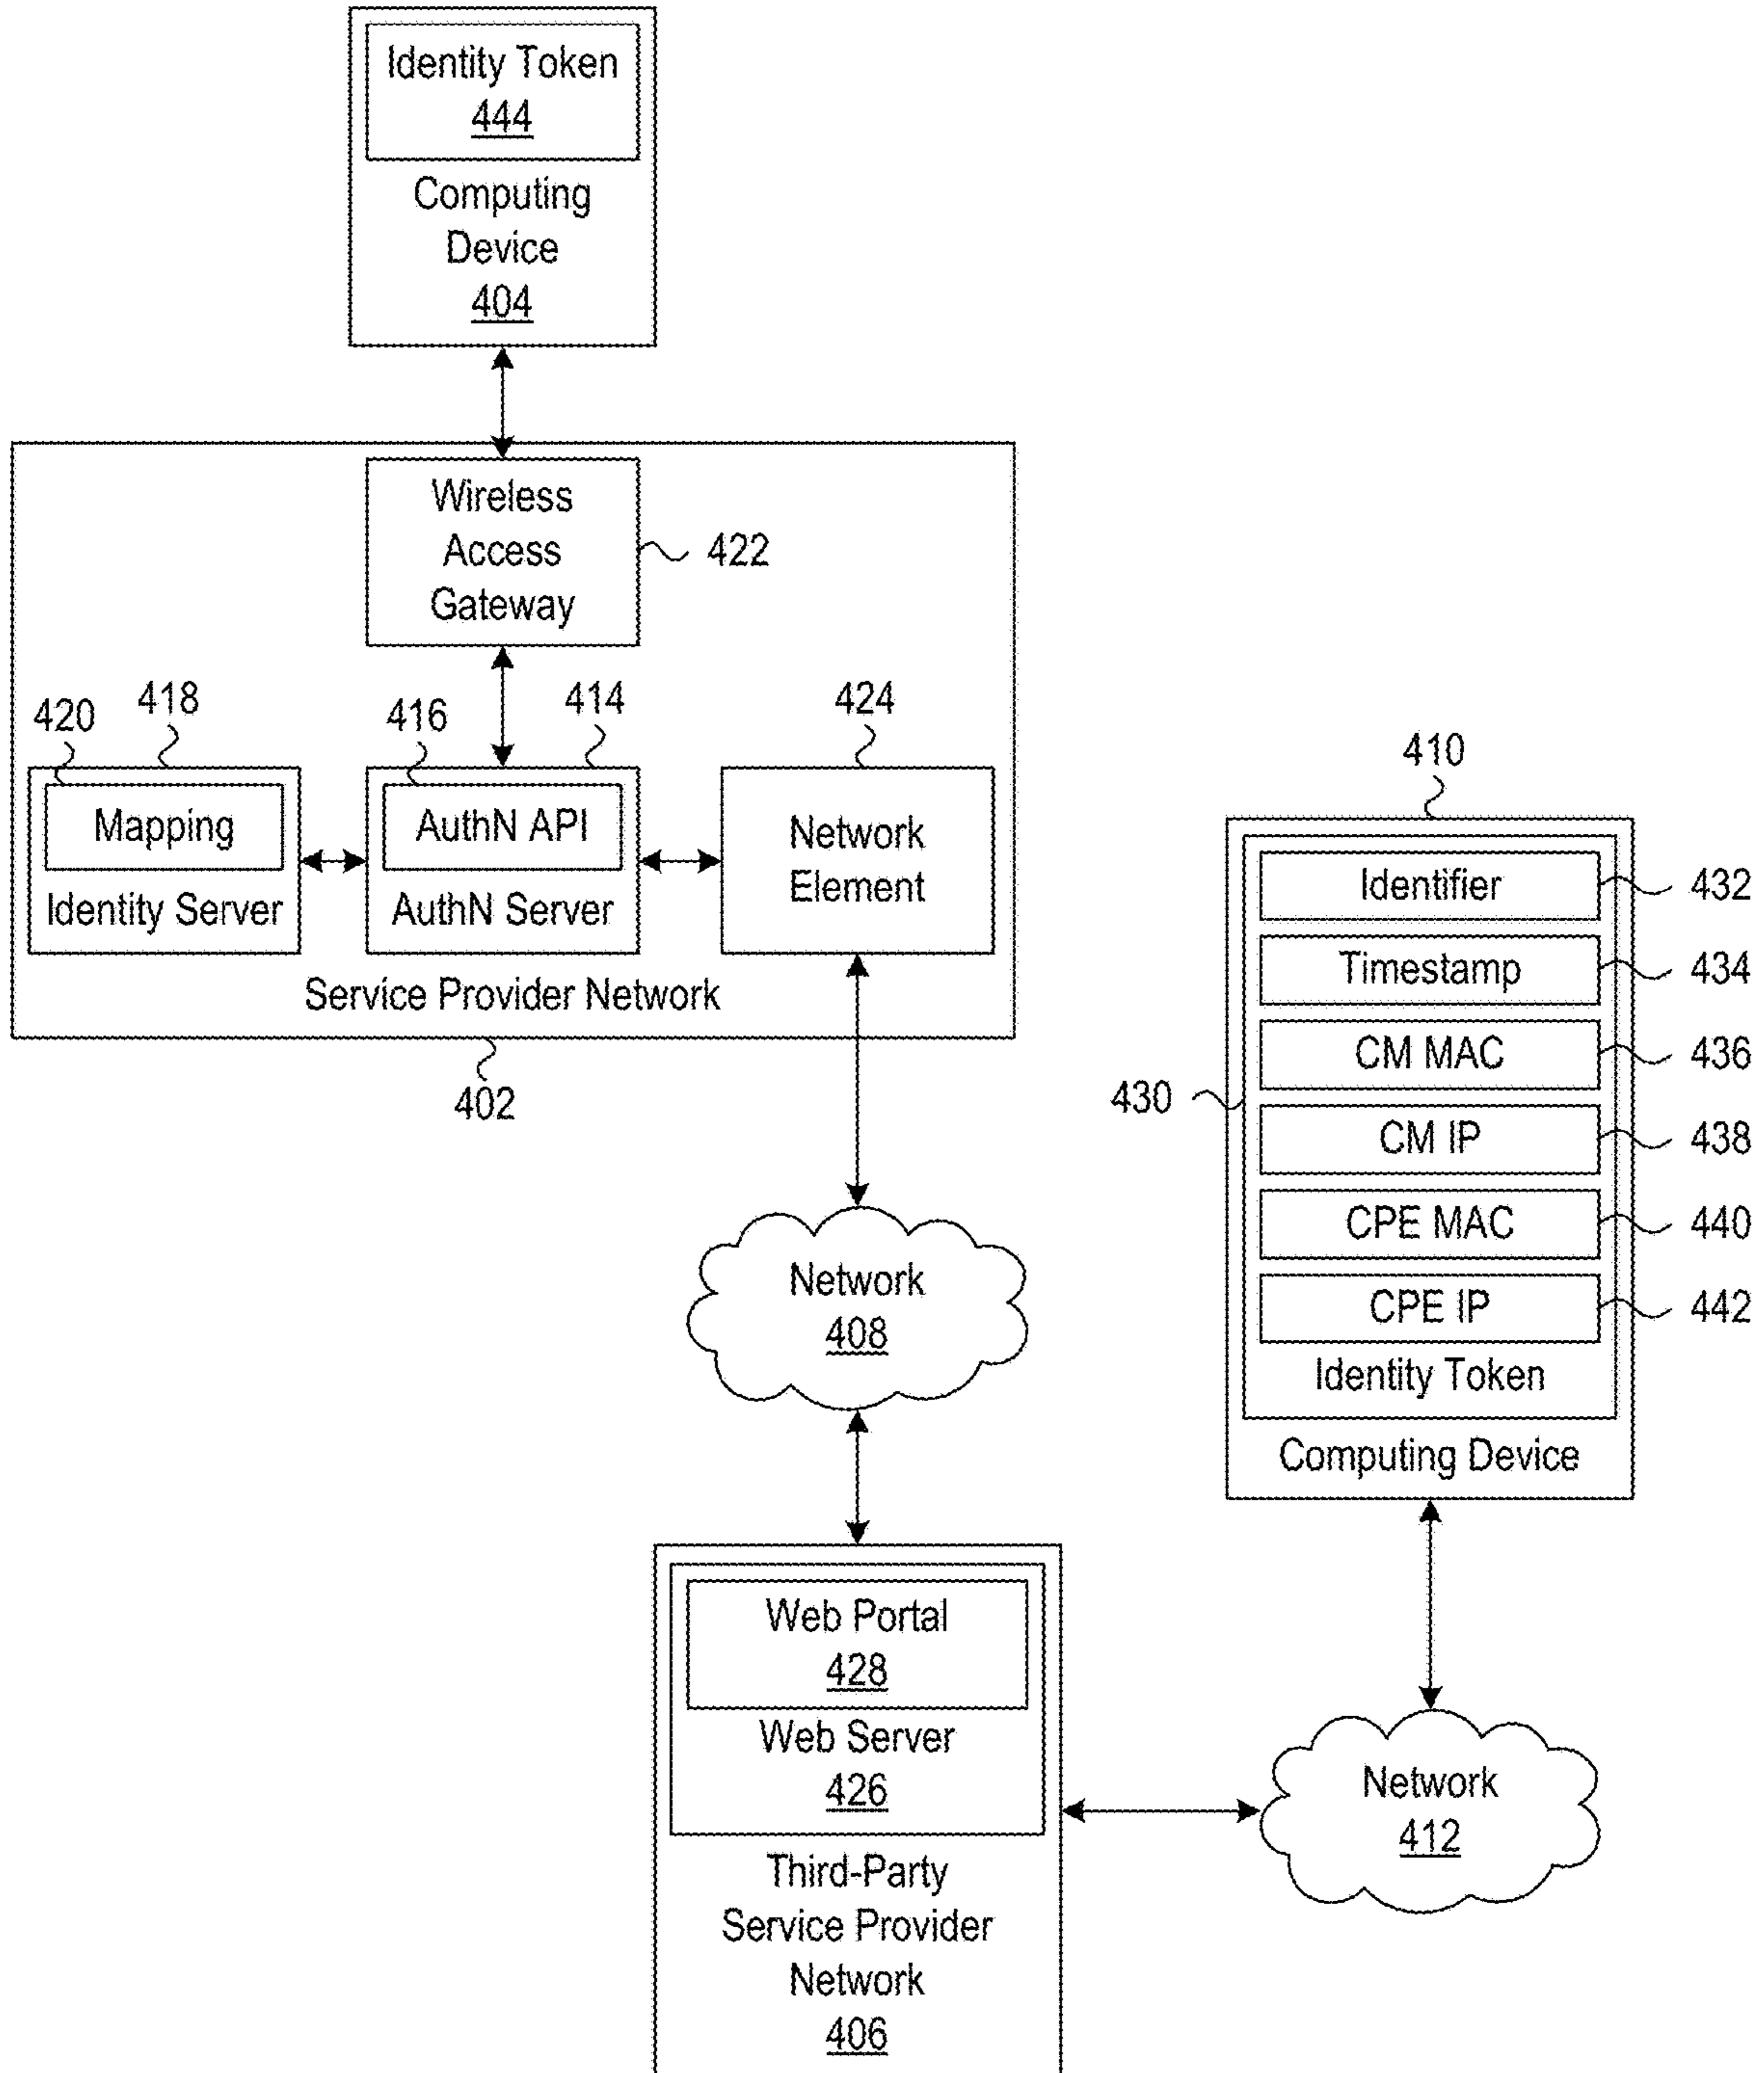 Identity Token
444
Computing
Device
404
Wireless
Access
Gateway
422
420
418
416
414
424
Mapping
Identity Server
AuthN API
AuthN Server
Network
Element
Service Provider Network
402
410
Identifier
432
Timestamp
434
CM MAC
436
430
CM IP
438
CPE MAC
440
CPE IP
442
Identity Token
Computing Device
Network
408
Web Portal
428
Web Server
426
Third-Party
Service Provider
Network
406
Network
412